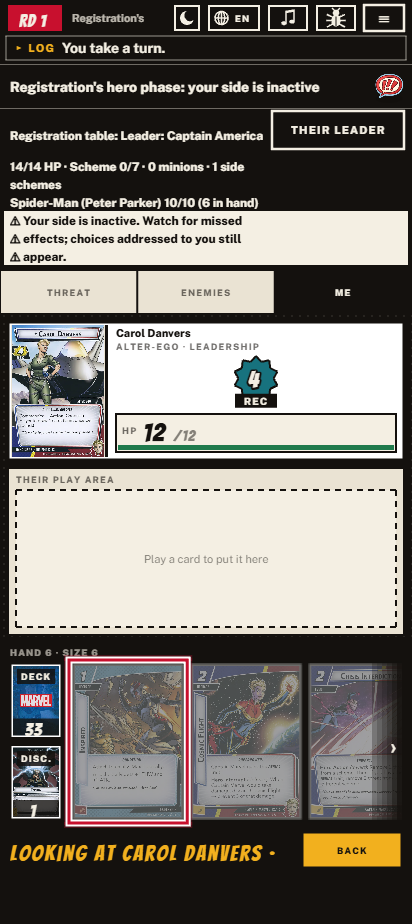 RD 1
Registration's
EN
LOG You take a turn.
Registration's hero phase: your side is inactive
Registration table: Leader: Captain America
THEIR LEADER
14/14 HP · Scheme 0/7 · 0 minions · 1 side
schemes
Spider-Man (Peter Parker) 10/10 (6 in hand)
⚠ Your side is inactive. Watch for missed
⚠ effects; choices addressed to you still
⚠ appear.
THREAT
ENEMIES
ME
Carol Danvers
Carol Danvers
ALTER-EGO · LEADERSHIP
4
REC
HP 12 /12
THEIR PLAY AREA
Play a card to put it here
HAND 6 · SIZE 6
DECK
MARVEL
33
DISC.
1
1
2
Cosmic Flight
2
LOOKING AT CAROL DANVERS ·
BACK